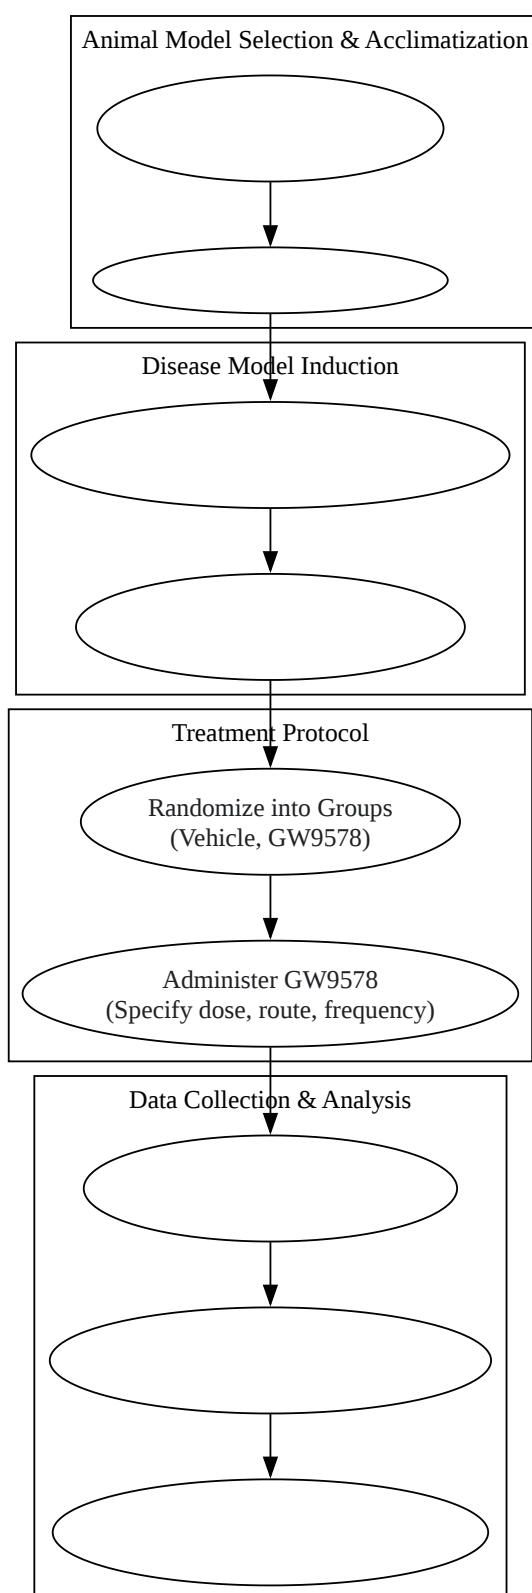 Animal Model Selection & Acclimatization
Disease Model Induction
Treatment Protocol
Randomize into Groups
(Vehicle, GW9578)
Administer GW9578
(Specify dose, route, frequency)
Data Collection & Analysis